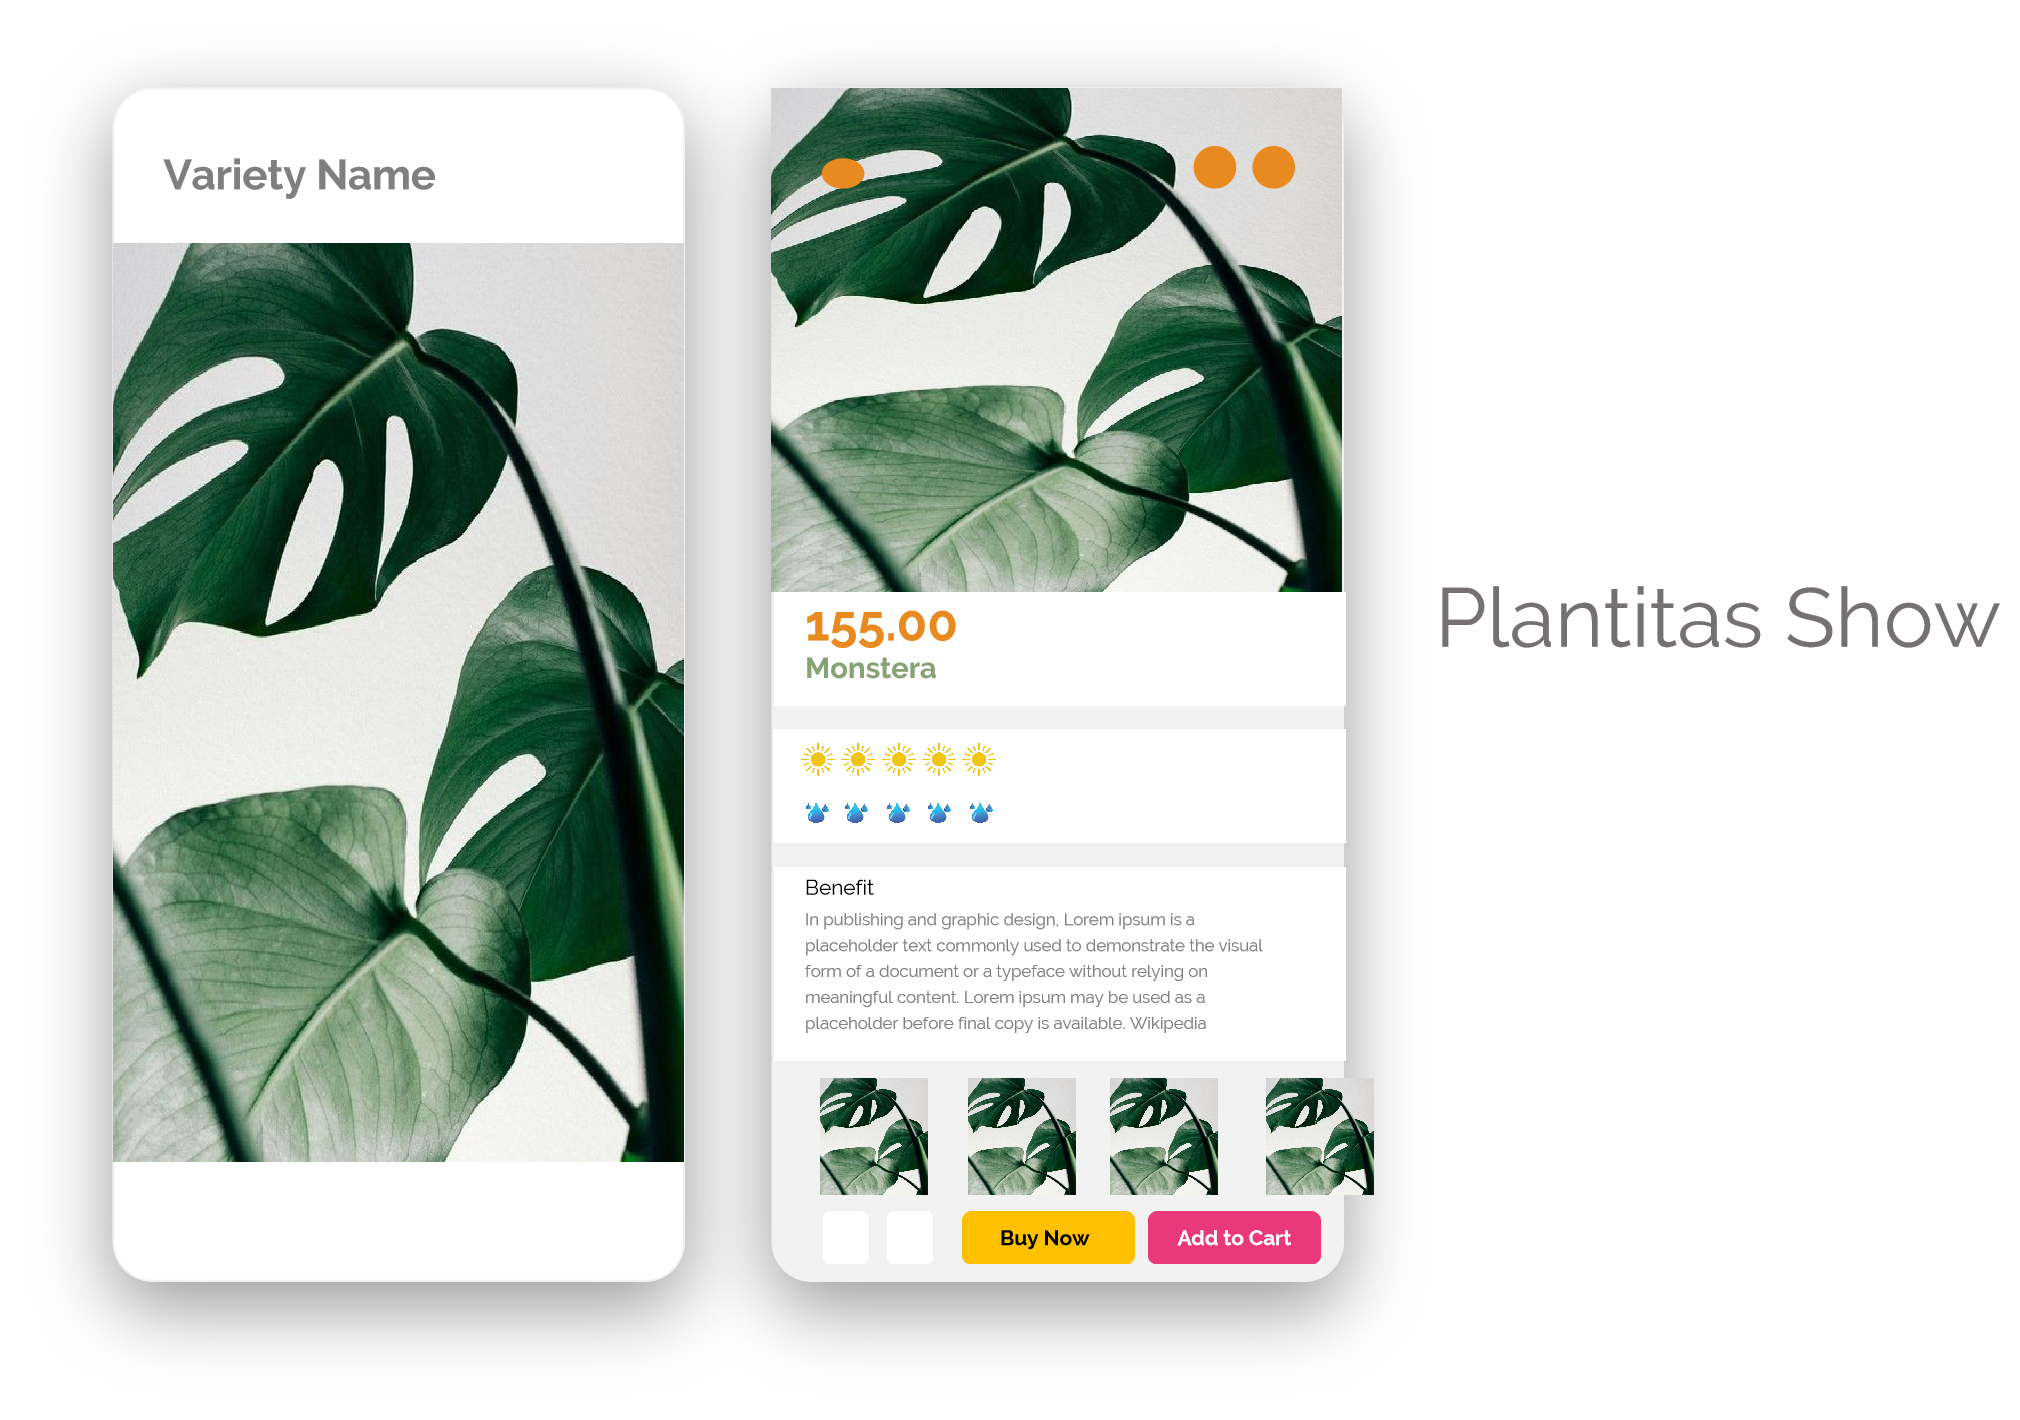 Variety Name
155.00
Monstera
Benefit
In publishing and graphic design, Lorem ipsum is a
placeholder text commonly used to demonstrate the visual
form of a document or a typeface without relying on
meaningful content. Lorem ipsum may be used as a
placeholder before final copy is available. Wikipedia
Buy Now
Add to Cart
Plantitas Show